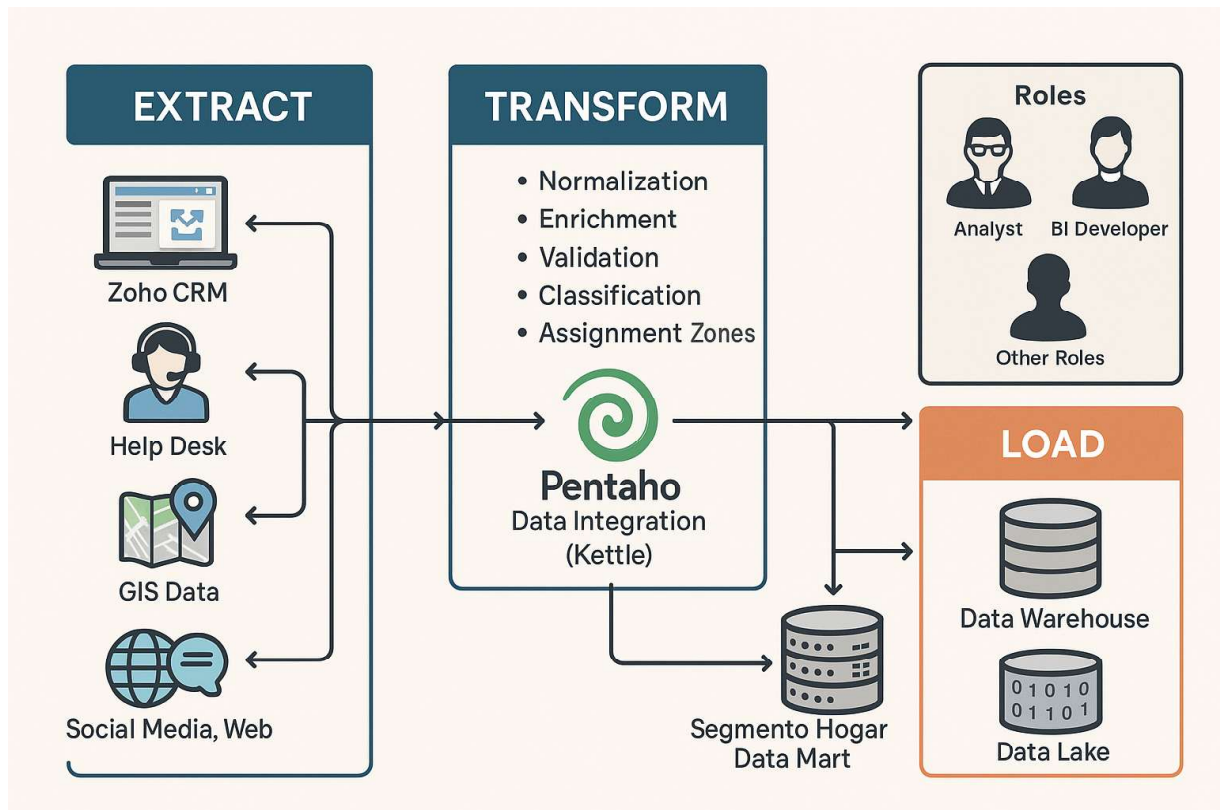 EXTRACT
Zoho CRM
Help Desk
GIS Data
Social Media, Web
TRANSFORM
• Normalization
• Enrichment
• Validation
• Classification
• Assignment Zones
Pentaho
Data Integration
(Kettle)
Segmento Hogar
Data Mart
Roles
Analyst
BI Developer
Other Roles
LOAD
Data Warehouse
01010
01101
Data Lake